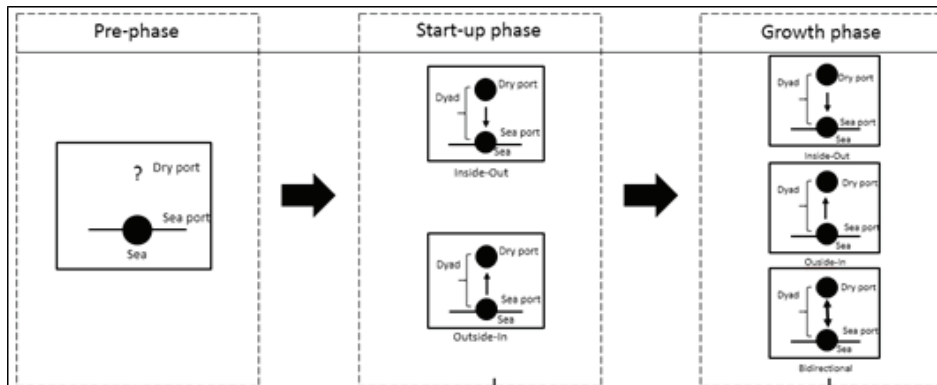 Pre-phase
Start-up phase
Growth phase
?
Dry port
Sea port
Sea
Dyad
Dry port
Sea port
Sea
Inside-Out
Dyad
Dry port
Sea port
Sea
Outside-In
Dyad
Dry port
Sea port
Sea
Inside-Out
Dyad
Dry port
Sea port
Sea
Ouside-In
Dyad
Dry port
Sea port
Sea
Bidirectional